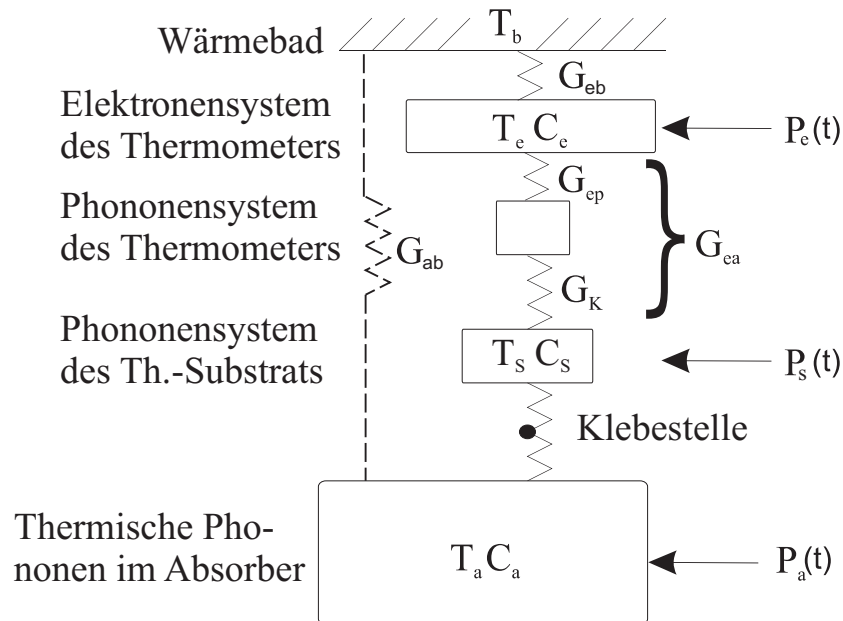 Wärmebad
T_b
G_eb
Elektronensystem
des Thermometers
T_e C_e
P_e(t)
G_ep
Phononensystem
des Thermometers
G_ab
G_ea
G_K
Phononensystem
des Th.-Substrats
T_S C_S
P_s(t)
Klebestelle
Thermische Pho-
nonen im Absorber
T_a C_a
P_a(t)